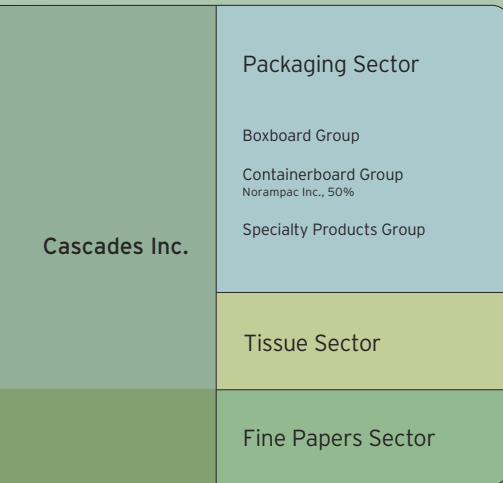 Cascades Inc.
Packaging Sector
Boxboard Group
Containerboard Group
Norampac Inc., 50%
Specialty Products Group
Tissue Sector
Fine Papers Sector